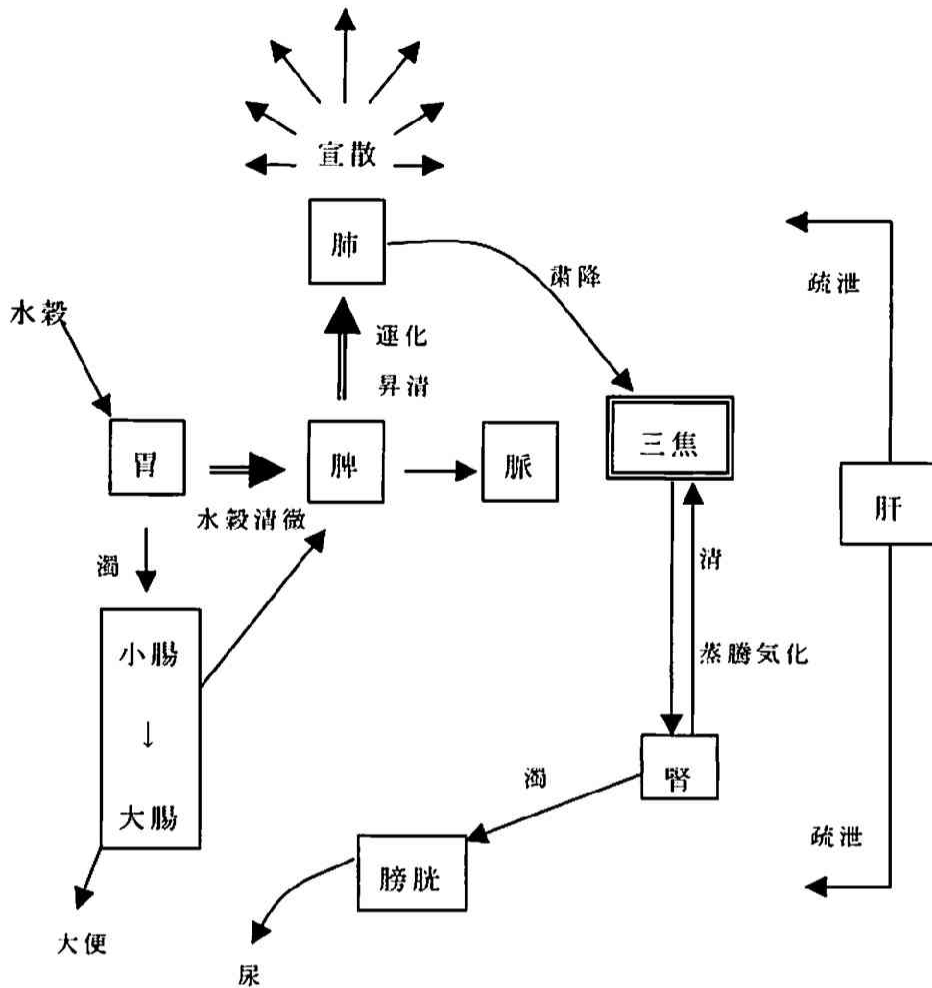 宣散
肺
粛降
疏泄
水穀
運化
昇清
胃
脾
脈
三焦
肝
水穀清微
濁
清
小腸
↓
大腸
蒸騰気化
腎
濁
膀胱
疏泄
大便
尿